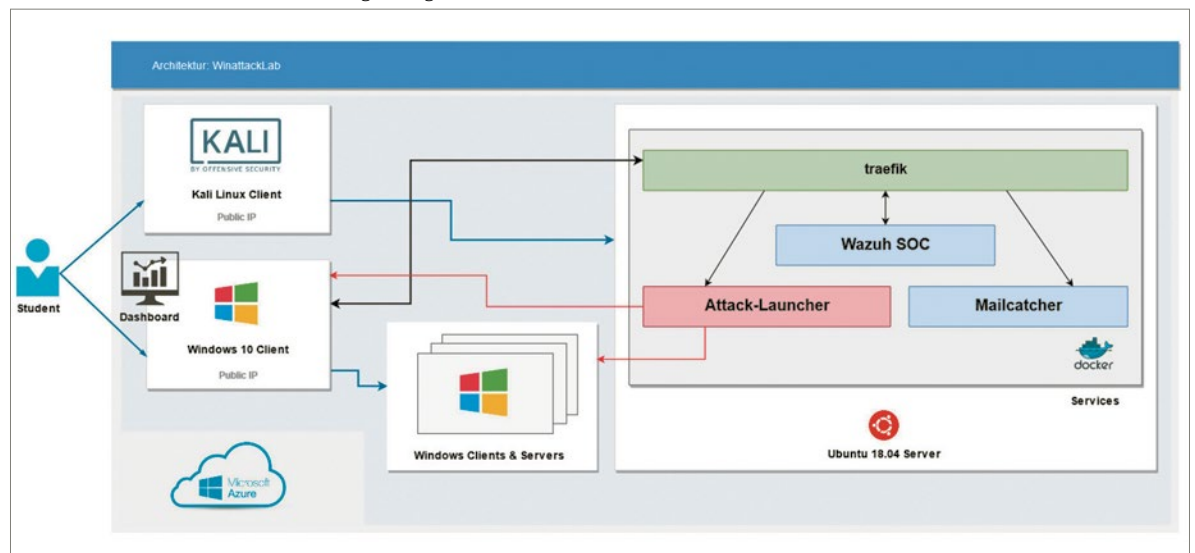 Architektur: WinattackLab
KALI
BY OFFENSIVE SECURITY
Kali Linux Client
Public IP
Student
Dashboard
Windows 10 Client
Public IP
Windows Clients & Servers
Microsoft
Azure
traefik
Wazuh SOC
Attack-Launcher
Mailcatcher
docker
Services
Ubuntu 18.04 Server